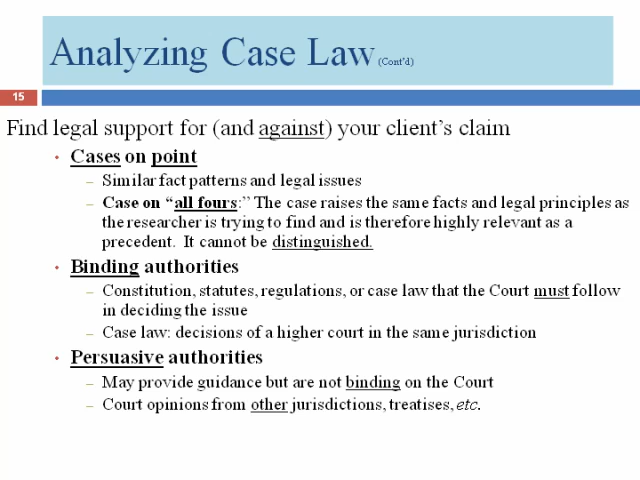 Analyzing Case Law (Cont'd)
15
Find legal support for (and against) your client's claim
• Cases on point
– Similar fact patterns and legal issues
– Case on “all fours:” The case raises the same facts and legal principles as
the researcher is trying to find and is therefore highly relevant as a
precedent. It cannot be distinguished.
• Binding authorities
– Constitution, statutes, regulations, or case law that the Court must follow
in deciding the issue
– Case law: decisions of a higher court in the same jurisdiction
• Persuasive authorities
– May provide guidance but are not binding on the Court
– Court opinions from other jurisdictions, treatises, etc.